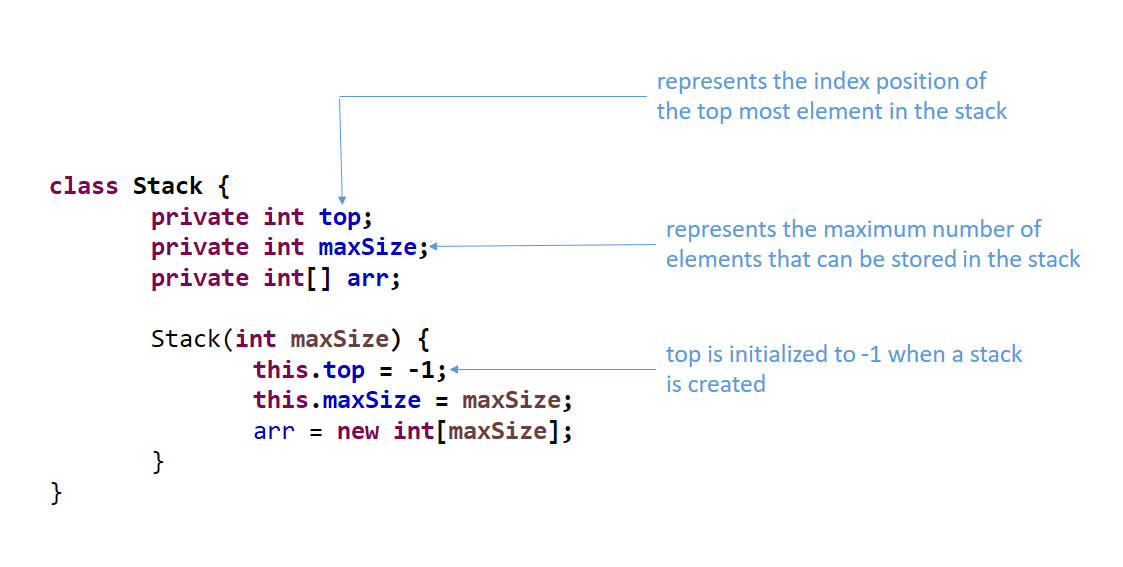 represents the index position of
the top most element in the stack
class Stack {
private int top;
private int maxSize;
represents the maximum number of
elements that can be stored in the stack
private int[] arr;
Stack(int maxSize) {
this.top = -1;
top is initialized to -1 when a stack
is created
this.maxSize = maxSize;
arr = new int[maxSize];
}
}